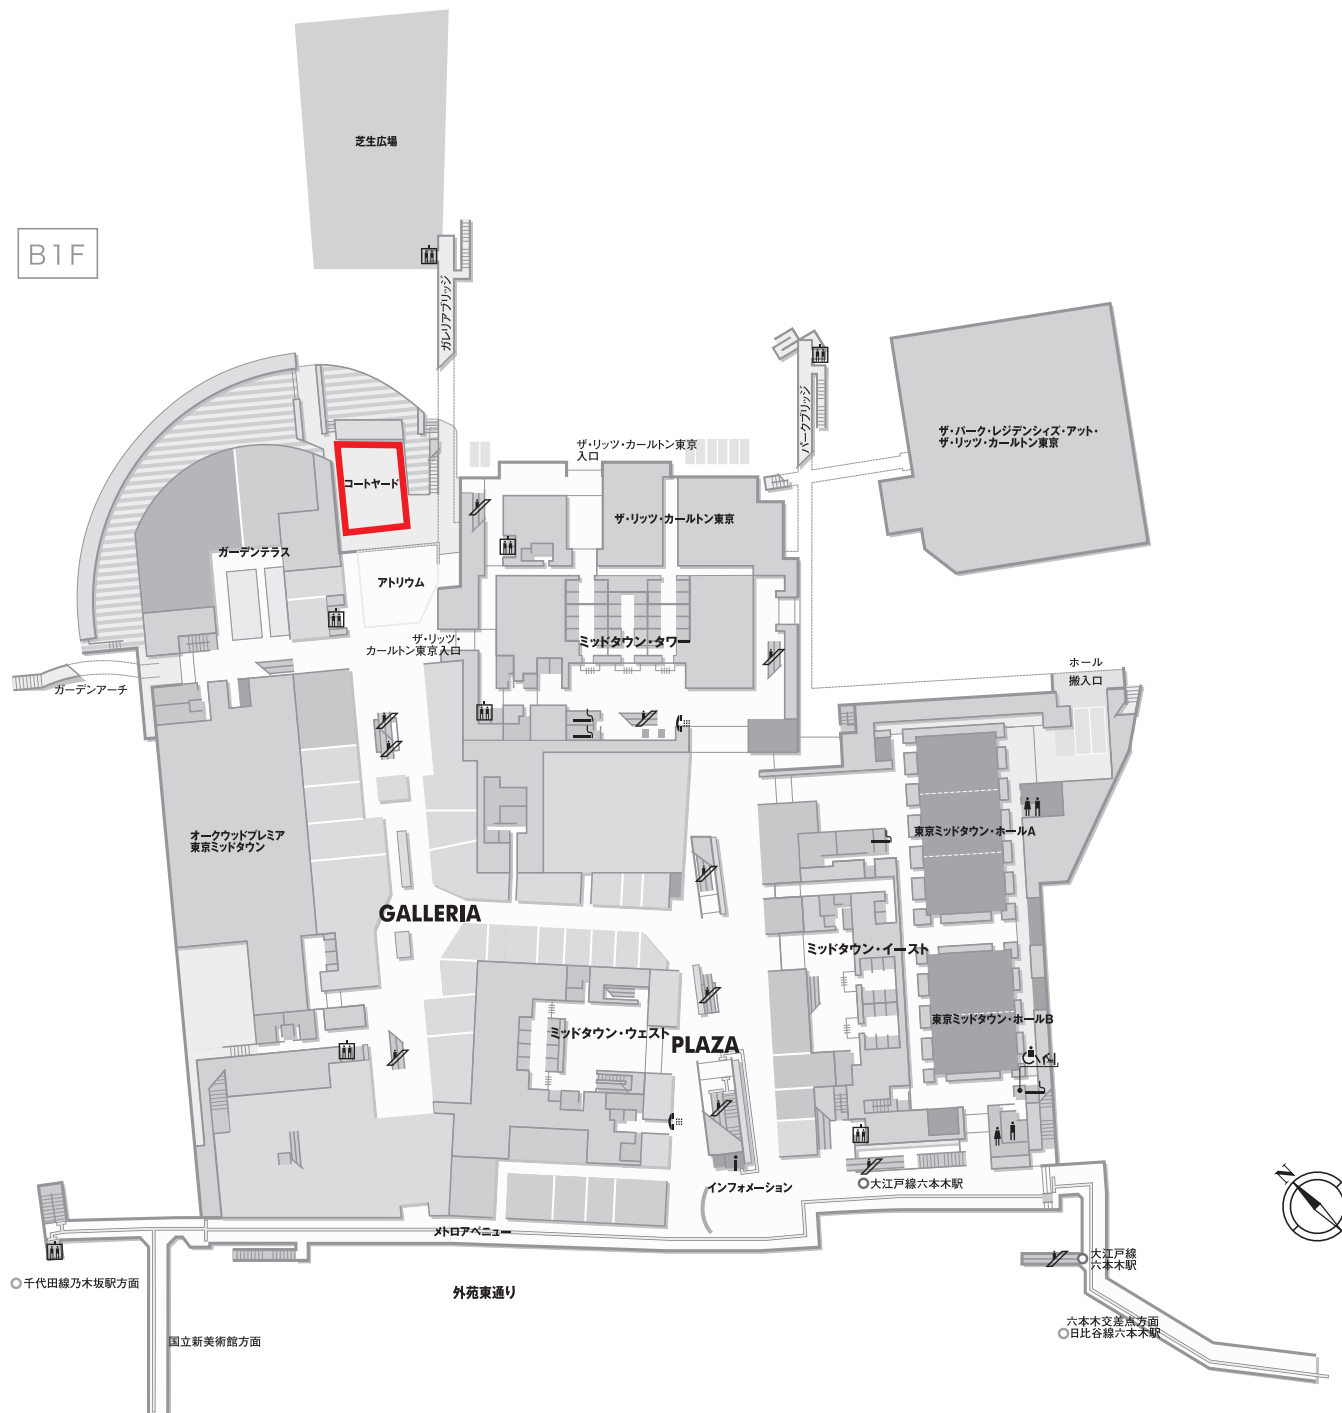 芝生広場
B1F
ガレリアブリッジ
パークブリッジ
ザ・パーク・レジデンシィズ・アット・
ザ・リッツ・カールトン東京
ザ・リッツ・カールトン東京
入口
コートヤード
ザ・リッツ・カールトン東京
ガーデンテラス
アトリウム
ザ・リッツ・
カールトン東京入口
ミッドタウン・タワー
ホール
搬入口
ガーデンアーチ
オークウッドプレミア
東京ミッドタウン
東京ミッドタウン・ホールA
GALLERIA
ミッドタウン・イースト
東京ミッドタウン・ホールB
ミッドタウン・ウェスト
PLAZA
インフォメーション
大江戸線六本木駅
N
メトロアベニュー
大江戸線
六本木駅
千代田線乃木坂駅方面
外苑東通り
国立新美術館方面
六本木交差点方面
日比谷線六本木駅